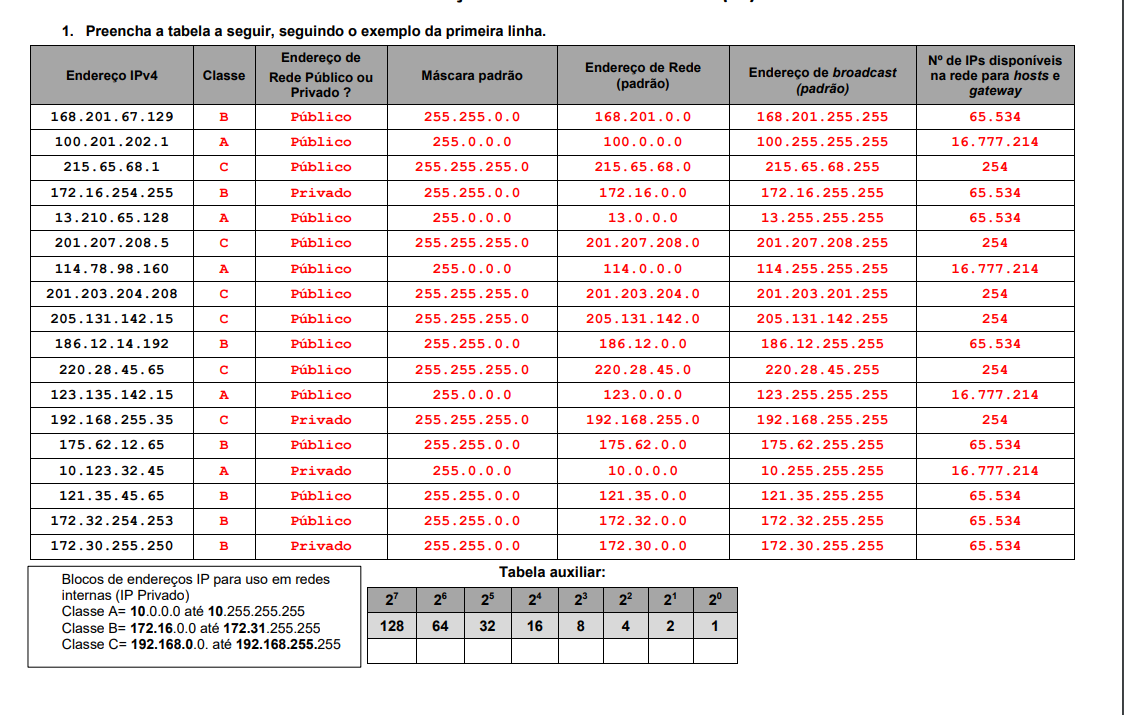 1. Preencha a tabela a seguir, seguindo o exemplo da primeira linha.
Endereço IPv4 Classe Endereço de Rede Público ou Privado ? Máscara padrão Endereço de Rede (padrão) Endereço de broadcast (padrão) Nº de IPs disponíveis na rede para hosts e gateway
168.201.67.129 B Público 255.255.0.0 168.201.0.0 168.201.255.255 65.534
100.201.202.1 A Público 255.0.0.0 100.0.0.0 100.255.255.255 16.777.214
215.65.68.1 C Público 255.255.255.0 215.65.68.0 215.65.68.255 254
172.16.254.255 B Privado 255.255.0.0 172.16.0.0 172.16.255.255 65.534
13.210.65.128 A Público 255.0.0.0 13.0.0.0 13.255.255.255 65.534
201.207.208.5 C Público 255.255.255.0 201.207.208.0 201.207.208.255 254
114.78.98.160 A Público 255.0.0.0 114.0.0.0 114.255.255.255 16.777.214
201.203.204.208 C Público 255.255.255.0 201.203.204.0 201.203.201.255 254
205.131.142.15 C Público 255.255.255.0 205.131.142.0 205.131.142.255 254
186.12.14.192 B Público 255.255.0.0 186.12.0.0 186.12.255.255 65.534
220.28.45.65 C Público 255.255.255.0 220.28.45.0 220.28.45.255 254
123.135.142.15 A Público 255.0.0.0 123.0.0.0 123.255.255.255 16.777.214
192.168.255.35 C Privado 255.255.255.0 192.168.255.0 192.168.255.255 254
175.62.12.65 B Público 255.255.0.0 175.62.0.0 175.62.255.255 65.534
10.123.32.45 A Privado 255.0.0.0 10.0.0.0 10.255.255.255 16.777.214
121.35.45.65 B Público 255.255.0.0 121.35.0.0 121.35.255.255 65.534
172.32.254.253 B Público 255.255.0.0 172.32.0.0 172.32.255.255 65.534
172.30.255.250 B Privado 255.255.0.0 172.30.0.0 172.30.255.255 65.534
Blocos de endereços IP para uso em redes
internas (IP Privado)
Classe A= 10.0.0.0 até 10.255.255.255
Classe B= 172.16.0.0 até 172.31.255.255
Classe C= 192.168.0.0. até 192.168.255.255
Tabela auxiliar:
2⁷ 2⁶ 2⁵ 2⁴ 2³ 2² 2¹ 2⁰
128 64 32 16 8 4 2 1